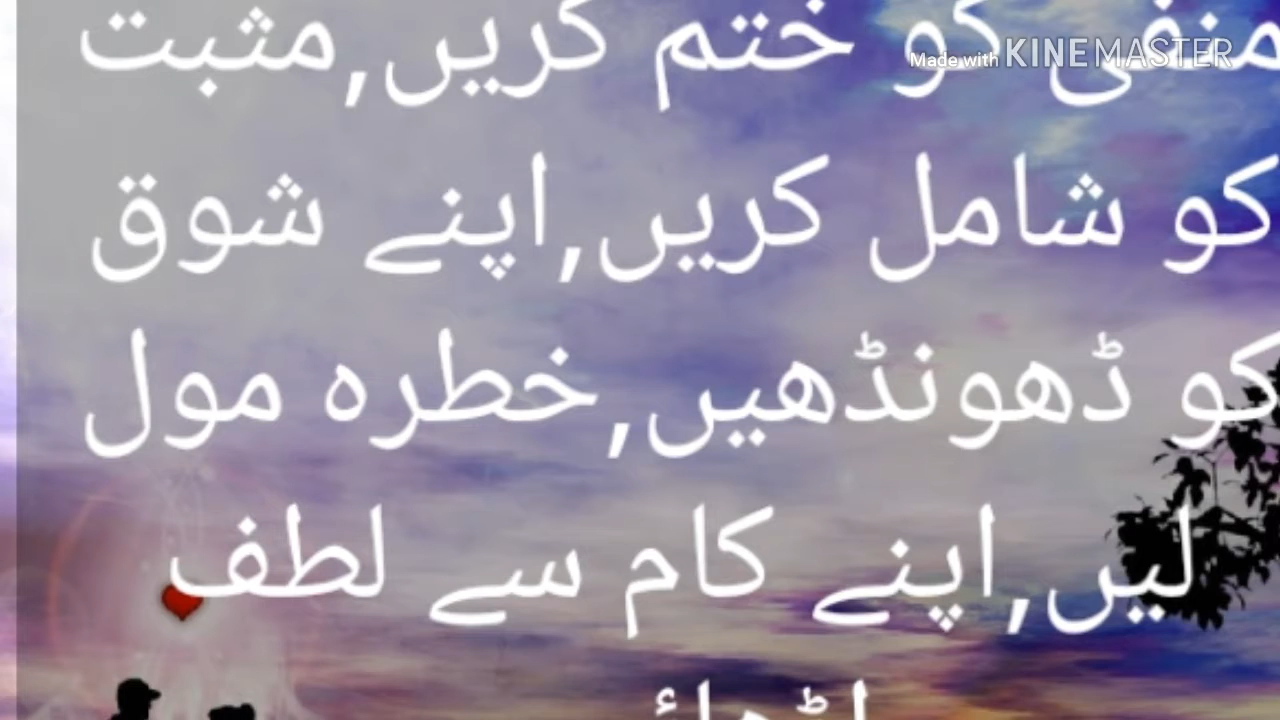 منفی کو ختم کریں,مثبت
Made with KINEMASTER
کو شامل کریں,اپنے شوق
کو ڈھونڈھیں,خطرہ مول
لیں,اپنے کام سے لطف